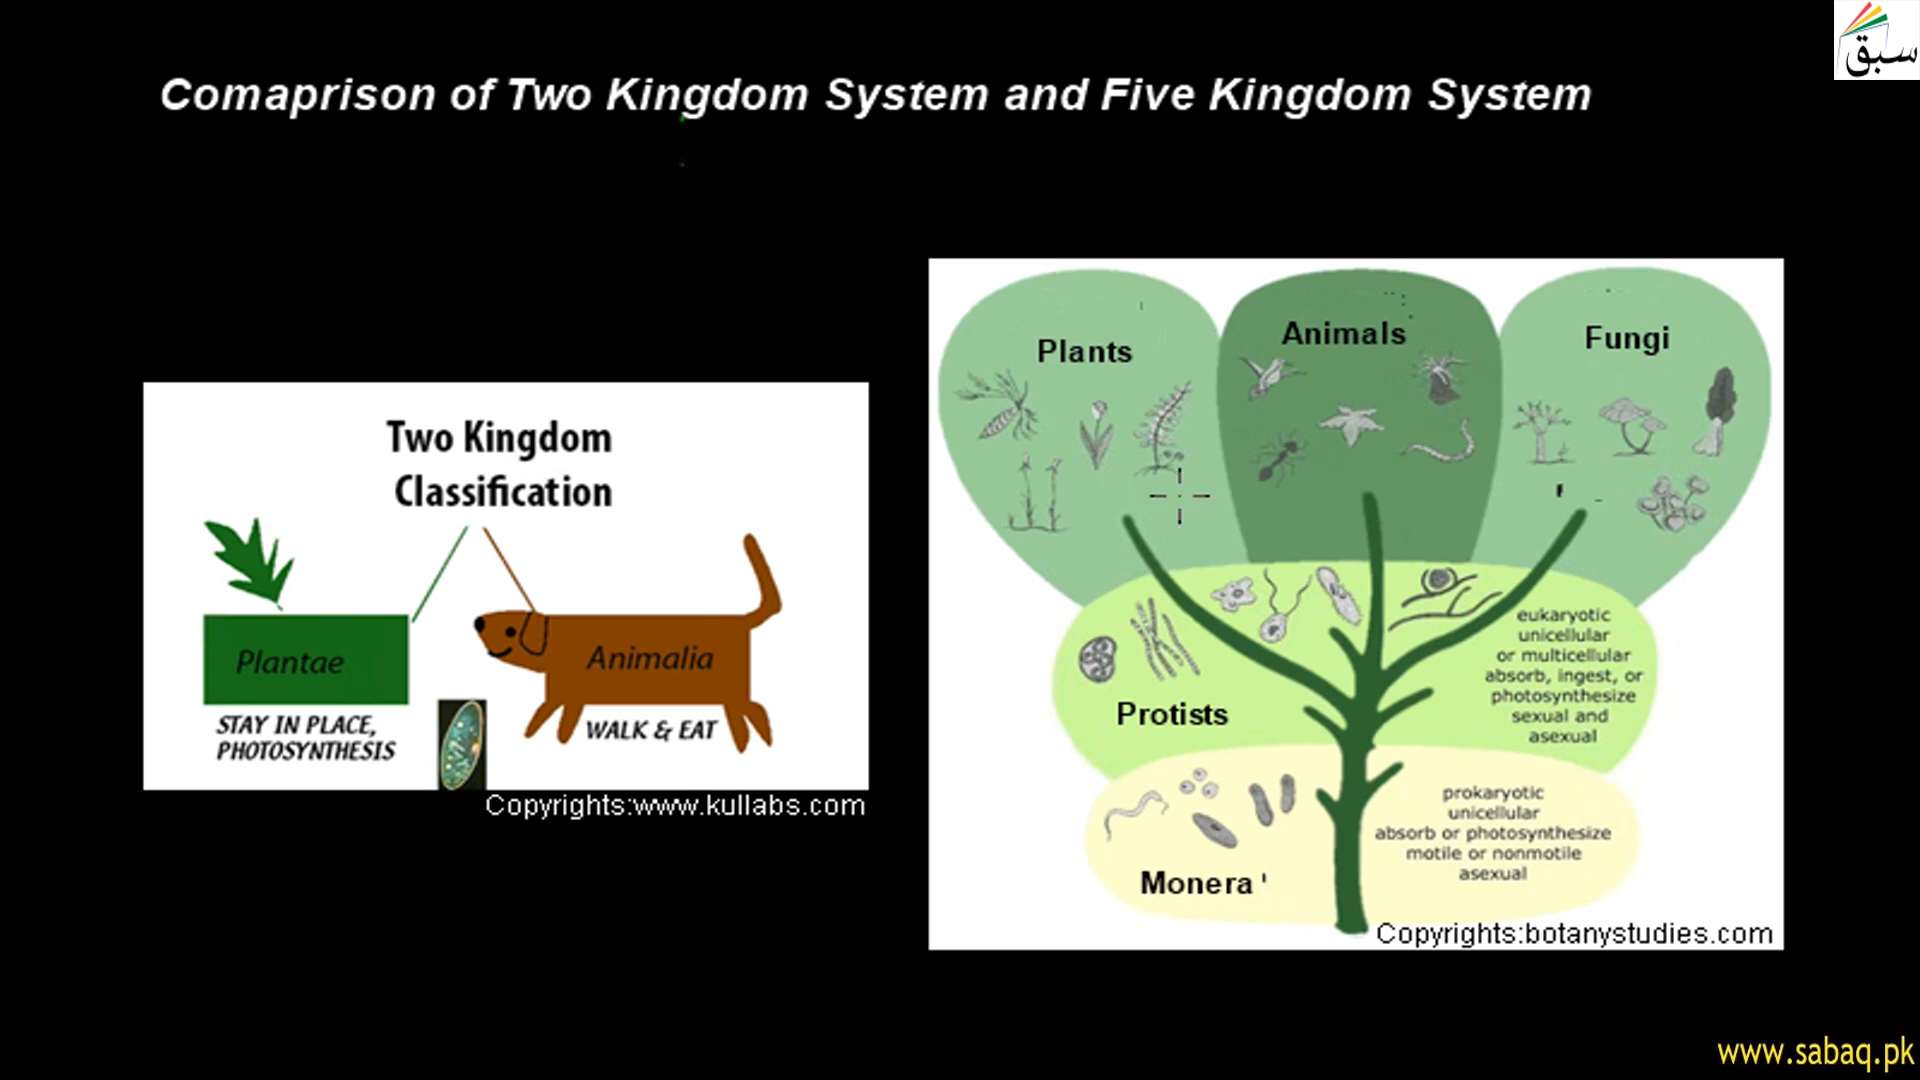 سبق
Comaprison of Two Kingdom System and Five Kingdom System
Two Kingdom
Classification
Plantae
STAY IN PLACE,
PHOTOSYNTHESIS
Animalia
WALK & EAT
Copyrights:www.kullabs.com
Plants
Animals
Fungi
Protists
eukaryotic
unicellular
or multicellular
absorb, ingest, or
photosynthesize
sexual and
asexual
Monera
prokaryotic
unicellular
absorb or photosynthesize
motile or nonmotile
asexual
Copyrights:botanystudies.com
www.sabaq.pk